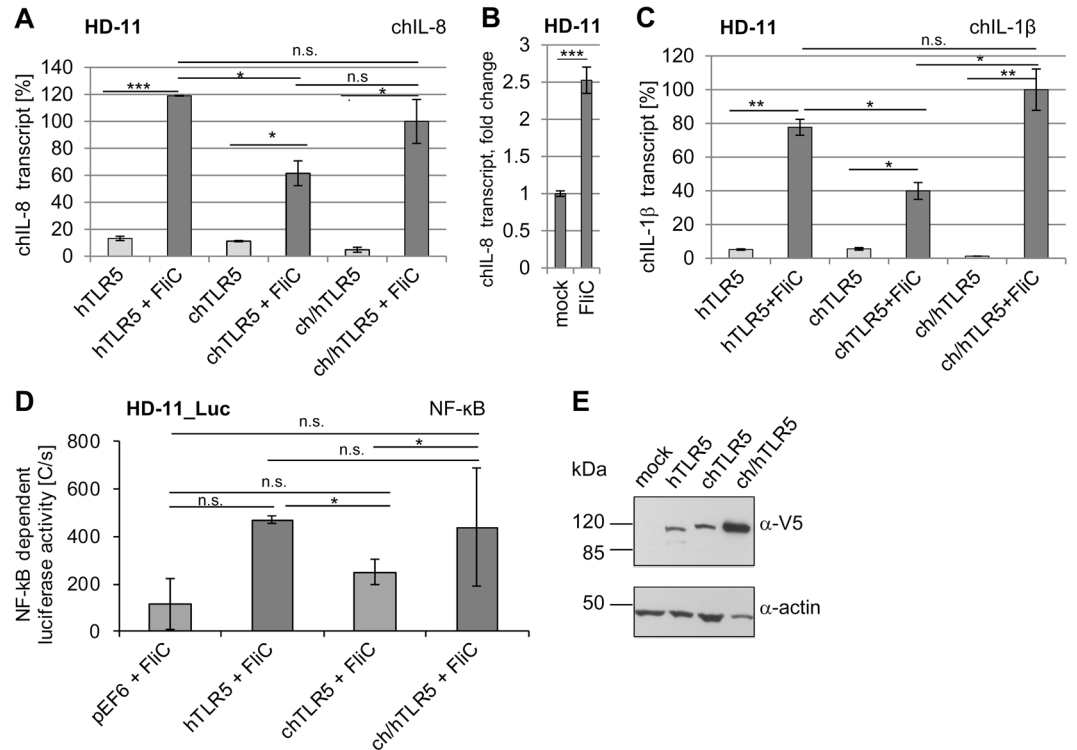 A
HD-11
chIL-8
n.s.
*
n.s
***
*
*
chIL-8 transcript [%]
140
120
100
80
60
40
20
0
hTLR5
hTLR5 + FliC
chTLR5
chTLR5 + FliC
ch/hTLR5
ch/hTLR5 + FliC
B
HD-11
***
chIL-8 transcript, fold change
3
2.5
2
1.5
1
0.5
0
mock
FliC
C
HD-11
chIL-1β
n.s.
*
**
**
*
*
chIL-1β transcript [%]
120
100
80
60
40
20
0
hTLR5
hTLR5+FliC
chTLR5
chTLR5+FliC
ch/hTLR5
ch/hTLR5+FliC
D
HD-11_Luc
NF-κB
n.s.
*
n.s.
n.s.
n.s.
*
NF-kB dependent
luciferase activity [C/s]
800
600
400
200
0
pEF6 + FliC
hTLR5 + FliC
chTLR5 + FliC
ch/hTLR5 + FliC
E
kDa
mock
hTLR5
chTLR5
ch/hTLR5
120
85
α-V5
50
α-actin